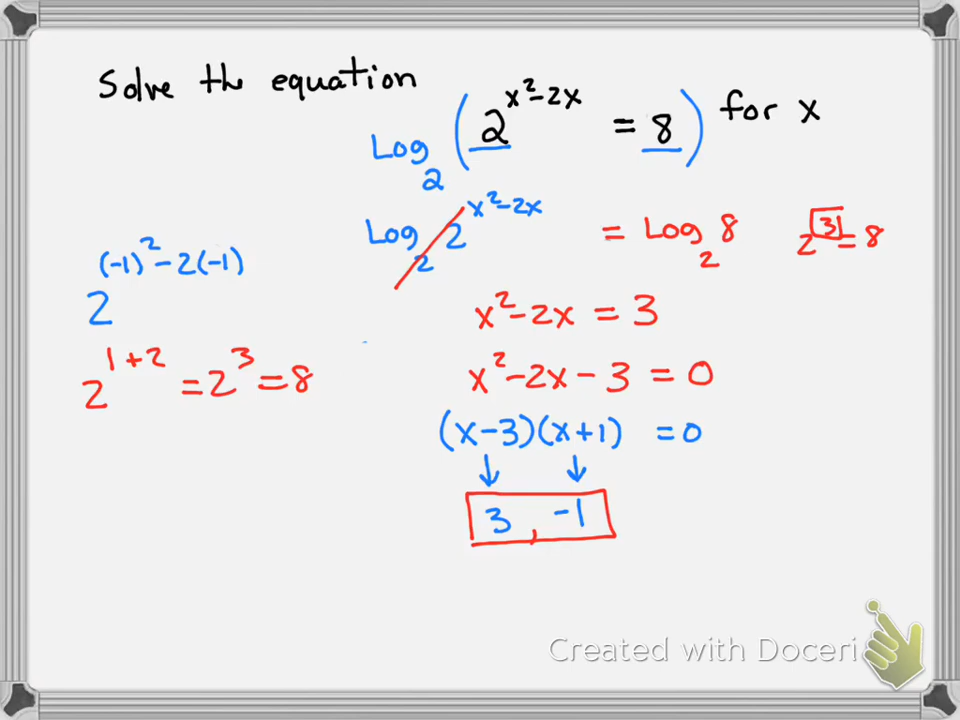 Solve the equation
Log₂ (2^(x²-2x) = 8) for x
Log₂ 2^(x²-2x) = Log₂ 8 2^3 = 8
2^((-1)²-2(-1))
x²-2x = 3
2^(1+2) = 2^3 = 8
x²-2x-3 = 0
(x-3)(x+1) = 0
↓ ↓
3, -1
Created with Doceri